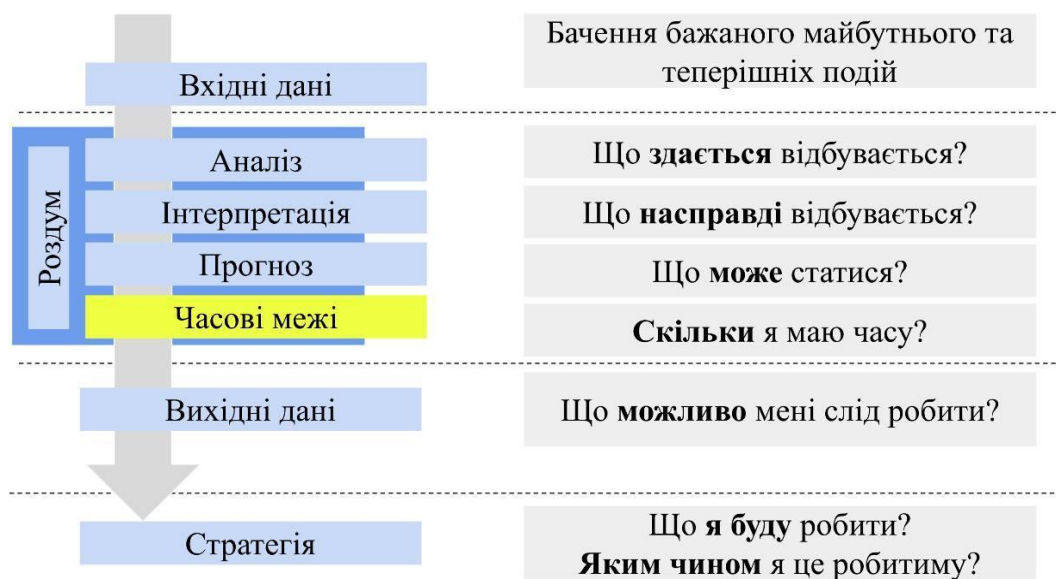 Бачення бажаного майбутнього та
теперішніх подій
Вхідні дані
Роздум
Аналіз
Що здається відбувається?
Інтерпретація
Що насправді відбувається?
Прогноз
Що може статися?
Часові межі
Скільки я маю часу?
Вихідні дані
Що можливо мені слід робити?
Стратегія
Що я буду робити?
Яким чином я це робитиму?